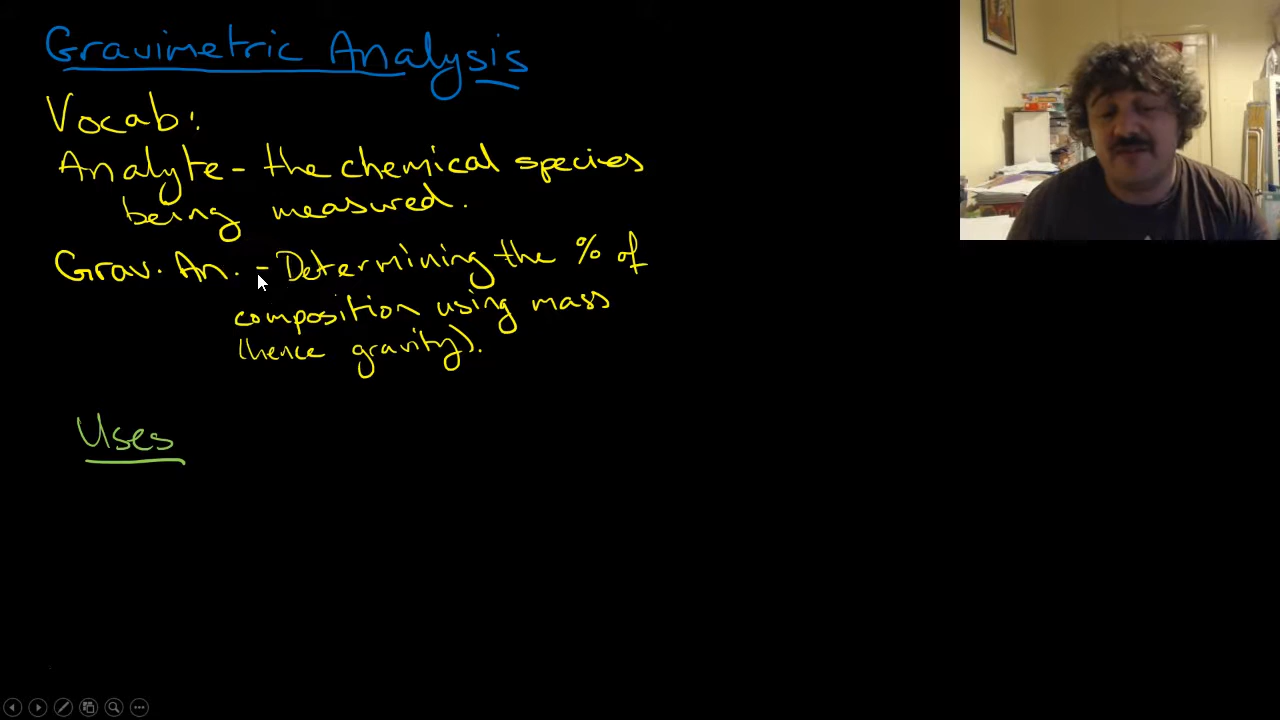 Gravimetric Analysis
Vocab:
Analyte - the chemical species
being measured.
Grav. An. - Determining the % of
composition using mass
(hence gravity).
Uses